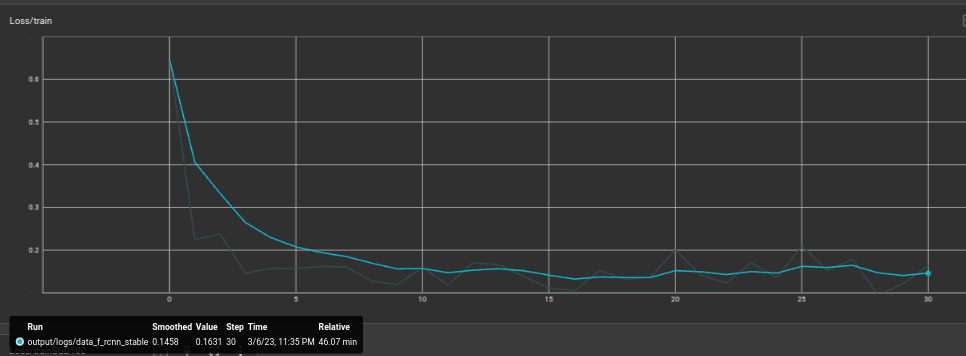 Loss/train
0.6
0.5
0.4
0.3
0.2
0 5 10 15 20 25 30
Run Smoothed Value Step Time Relative
output/logs/data_f_rcnn_stable 0.1458 0.1631 30 3/6/23, 11:35 PM 46.07 min